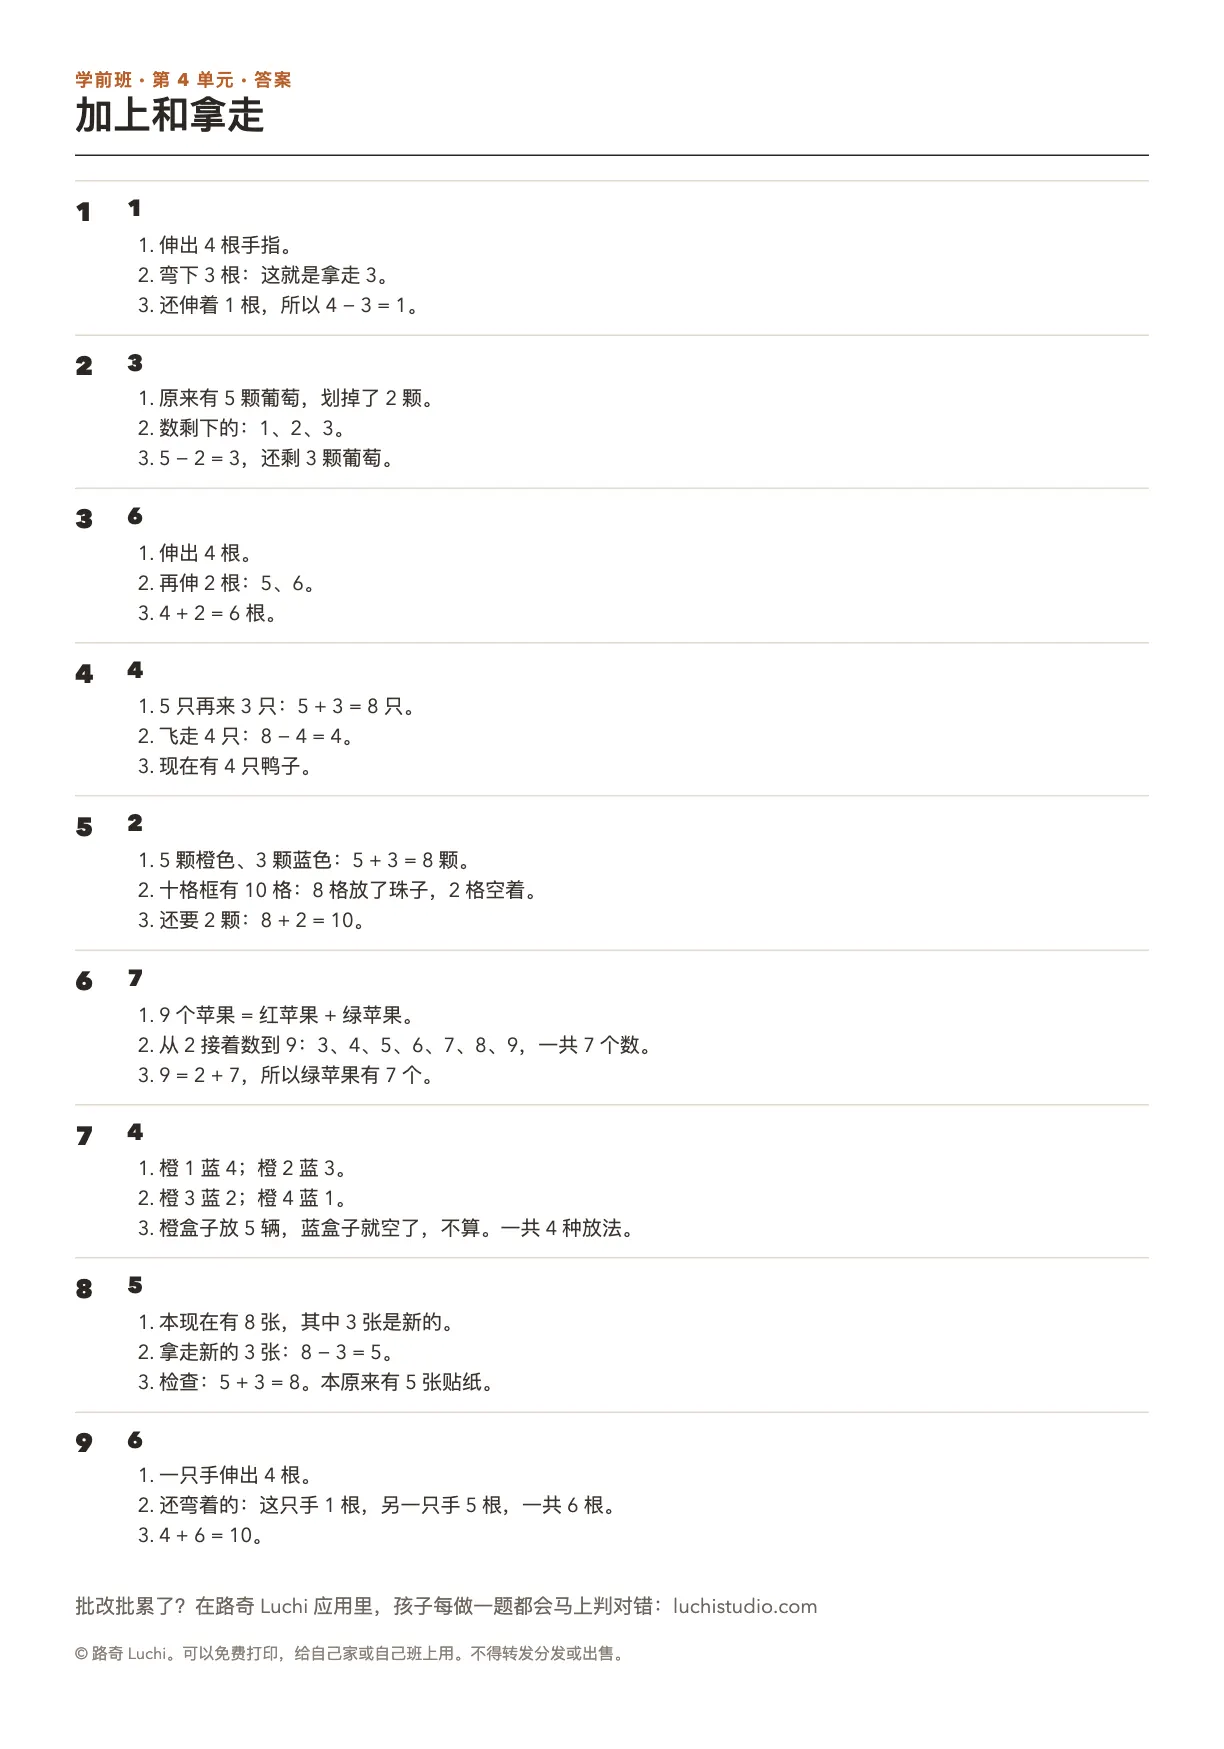 学前班·第 4 单元·答案
加上和拿走
1 1
1. 伸出 4 根手指。
2. 弯下 3 根：这就是拿走 3。
3. 还伸着 1 根，所以 4 − 3 = 1。
2 3
1. 原来有 5 颗葡萄，划掉了 2 颗。
2. 数剩下的：1、2、3。
3. 5 − 2 = 3，还剩 3 颗葡萄。
3 6
1. 伸出 4 根。
2. 再伸 2 根：5、6。
3. 4 + 2 = 6 根。
4 4
1. 5 只再来 3 只：5 + 3 = 8 只。
2. 飞走 4 只：8 − 4 = 4。
3. 现在有 4 只鸭子。
5 2
1. 5 颗橙色、3 颗蓝色：5 + 3 = 8 颗。
2. 十格框有 10 格：8 格放了珠子，2 格空着。
3. 还要 2 颗：8 + 2 = 10。
6 7
1. 9 个苹果 = 红苹果 + 绿苹果。
2. 从 2 接着数到 9：3、4、5、6、7、8、9，一共 7 个数。
3. 9 = 2 + 7，所以绿苹果有 7 个。
7 4
1. 橙 1 蓝 4；橙 2 蓝 3。
2. 橙 3 蓝 2；橙 4 蓝 1。
3. 橙盒子放 5 辆，蓝盒子就空了，不算。一共 4 种放法。
8 5
1. 本现在有 8 张，其中 3 张是新的。
2. 拿走新的 3 张：8 − 3 = 5。
3. 检查：5 + 3 = 8。本原来有 5 张贴纸。
9 6
1. 一只手伸出 4 根。
2. 还弯着的：这只手 1 根，另一只手 5 根，一共 6 根。
3. 4 + 6 = 10。
批改批累了？在路奇 Luchi 应用里，孩子每做一题都会马上判对错：luchistudio.com
© 路奇 Luchi。可以免费打印，给自己家或自己班上用。不得转发分发或出售。